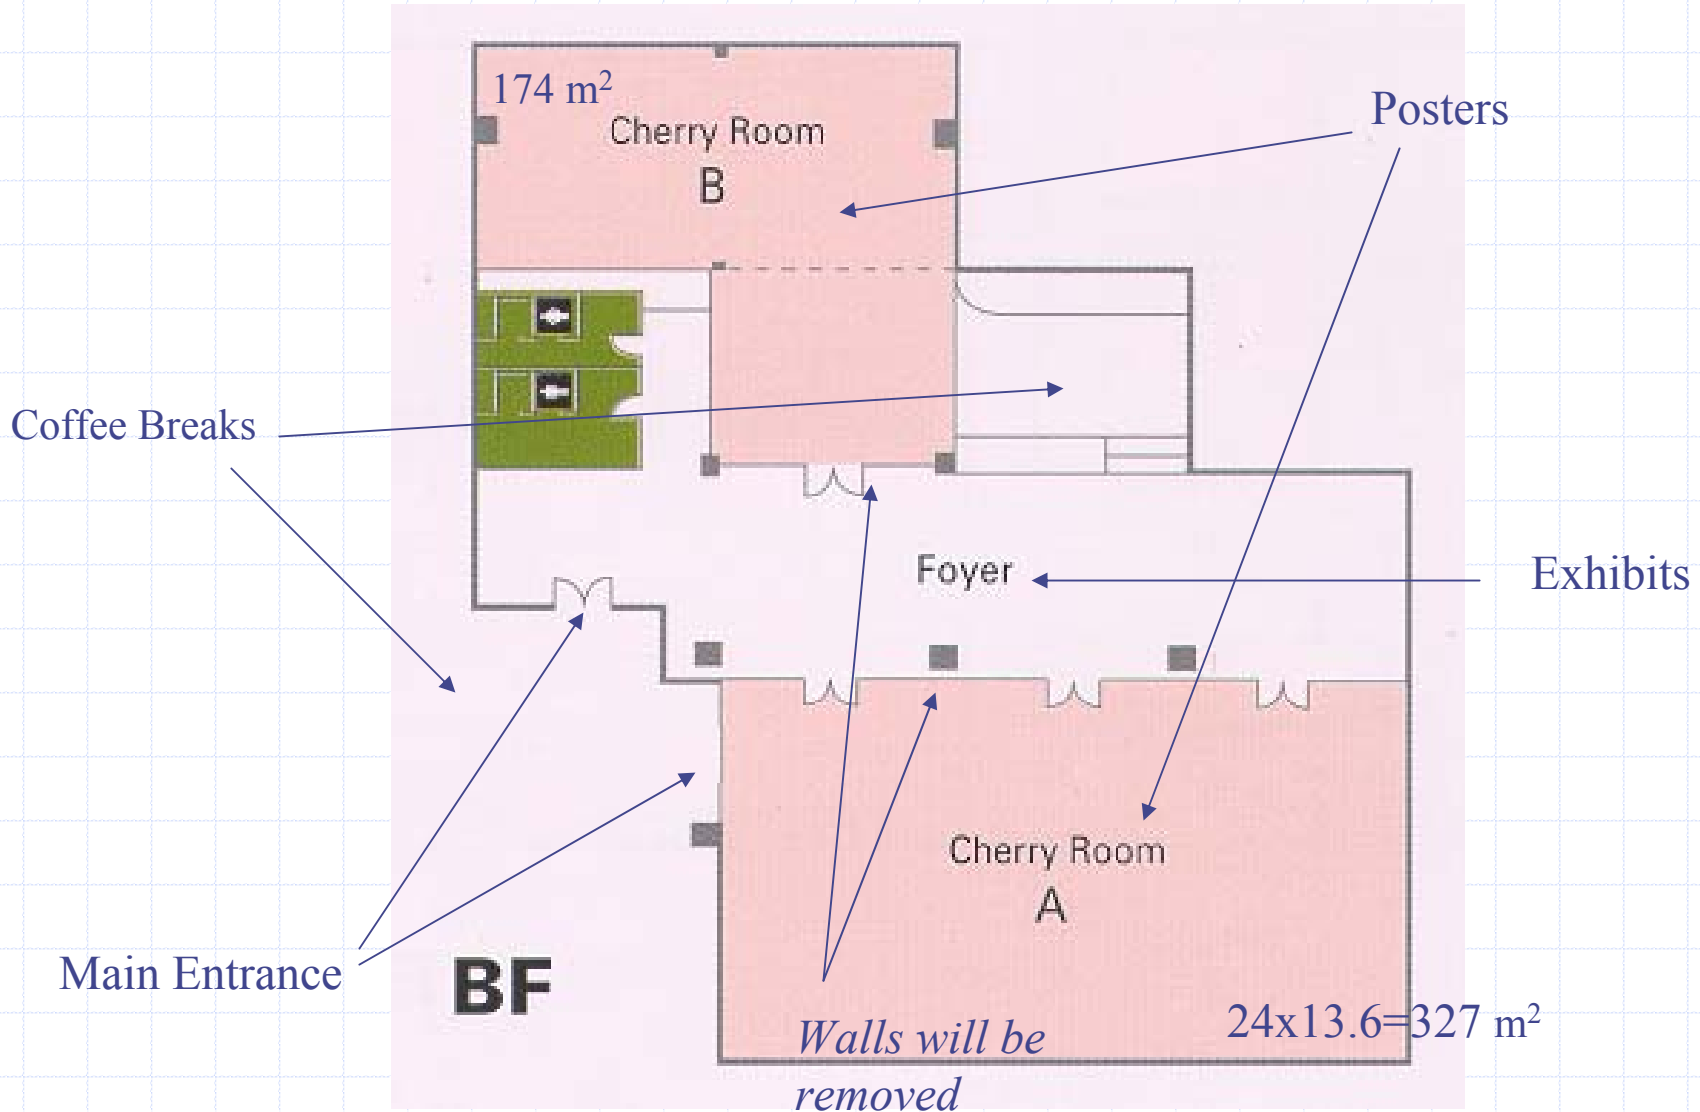 174 m²
Posters
Cherry Room
B
Coffee Breaks
Foyer
Exhibits
Cherry Room
A
Main Entrance
BF
24x13.6=327 m²
Walls will be
removed